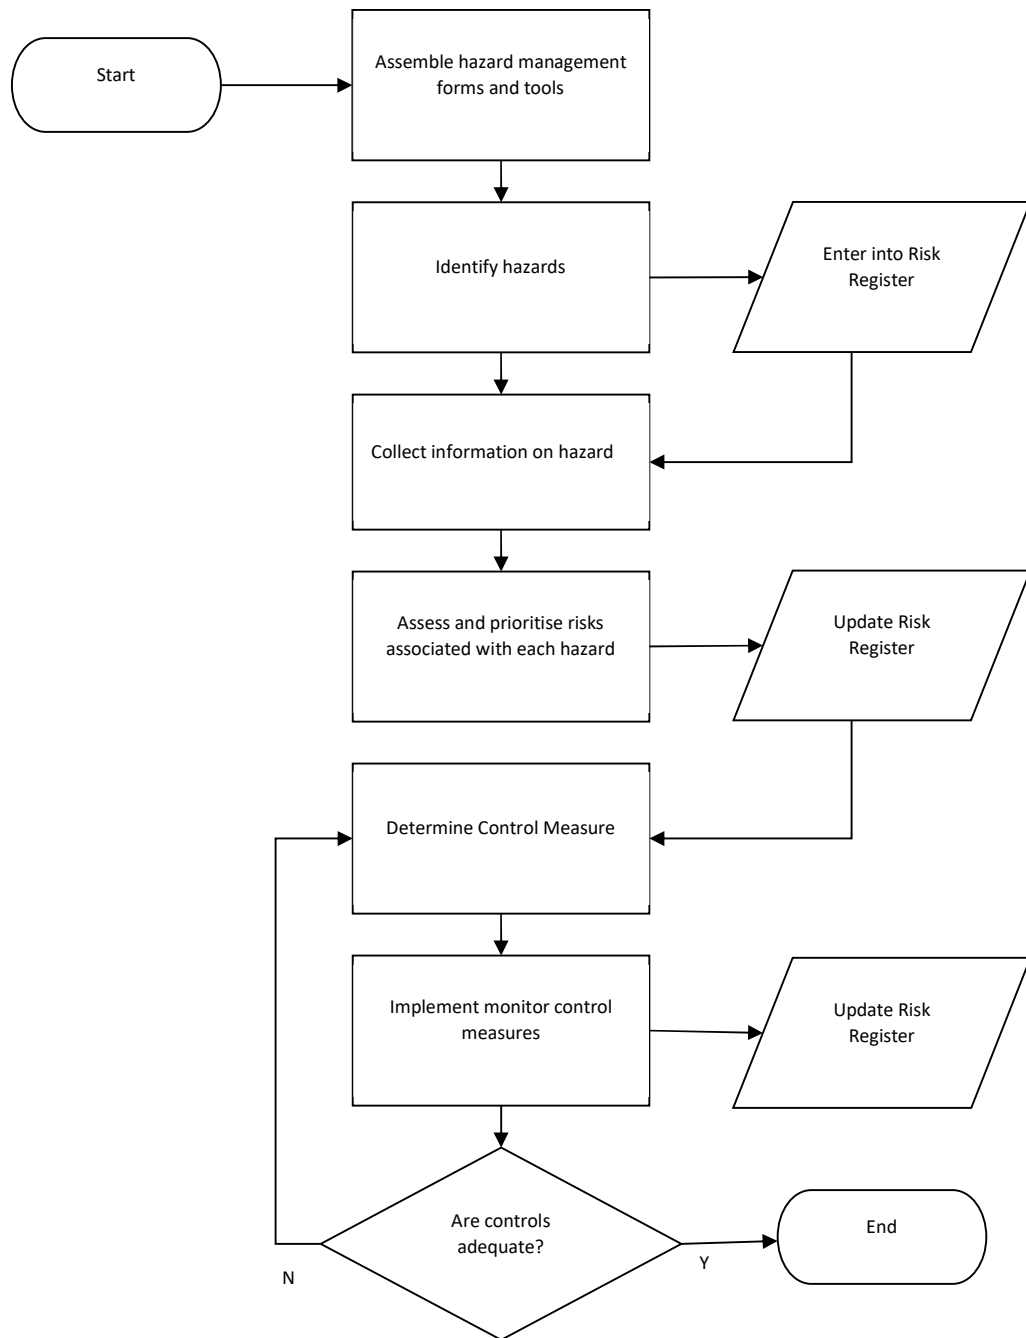 Start
Assemble hazard management
forms and tools
Identify hazards
Enter into Risk
Register
Collect information on hazard
Assess and prioritise risks
associated with each hazard
Update Risk
Register
Determine Control Measure
Implement monitor control
measures
Update Risk
Register
Are controls
adequate?
N
Y
End